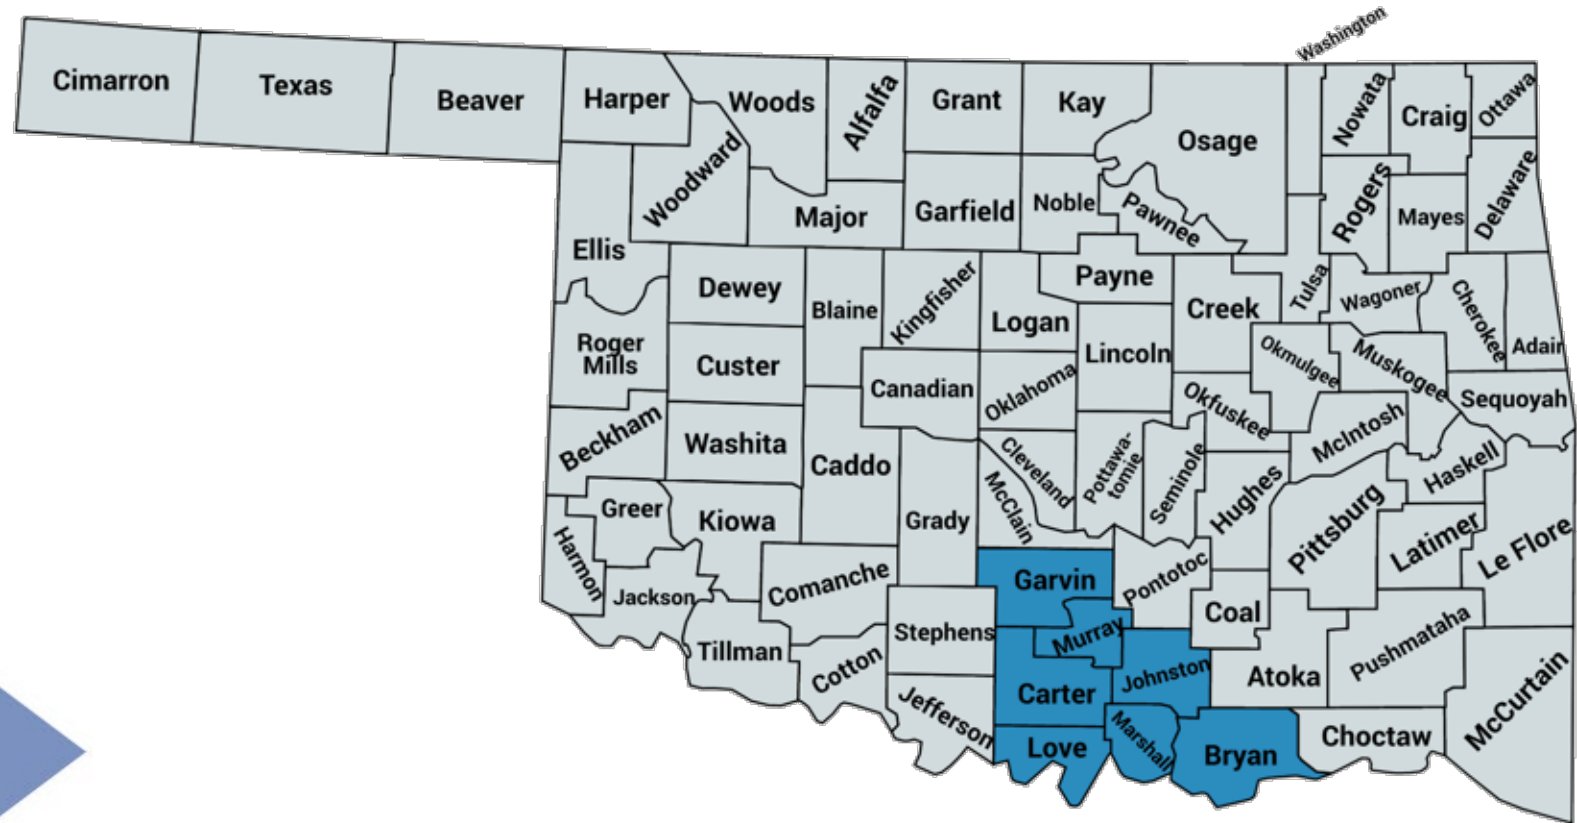 Washington
Cimarron
Texas
Beaver
Harper
Woods
Alfalfa
Grant
Kay
Osage
Nowata
Craig
Ottawa
Woodward
Ellis
Major
Garfield
Noble
Pawnee
Rogers
Mayes
Delaware
Dewey
Blaine
Kingfisher
Logan
Payne
Creek
Tulsa
Wagoner
Cherokee
Adair
Roger
Mills
Custer
Canadian
Oklahoma
Lincoln
Okmulgee
Muskogee
Sequoyah
Beckham
Washita
Caddo
Cleveland
Pottawa-
tomie
Seminole
Okfuskee
McIntosh
Haskell
Greer
Kiowa
Grady
McClain
Hughes
Pittsburg
Latimer
Le Flore
Harmon
Jackson
Comanche
Garvin
Pontotoc
Coal
Tillman
Cotton
Stephens
Murray
Johnston
Atoka
Pushmataha
McCurtain
Jefferson
Carter
Love
Marshall
Bryan
Choctaw